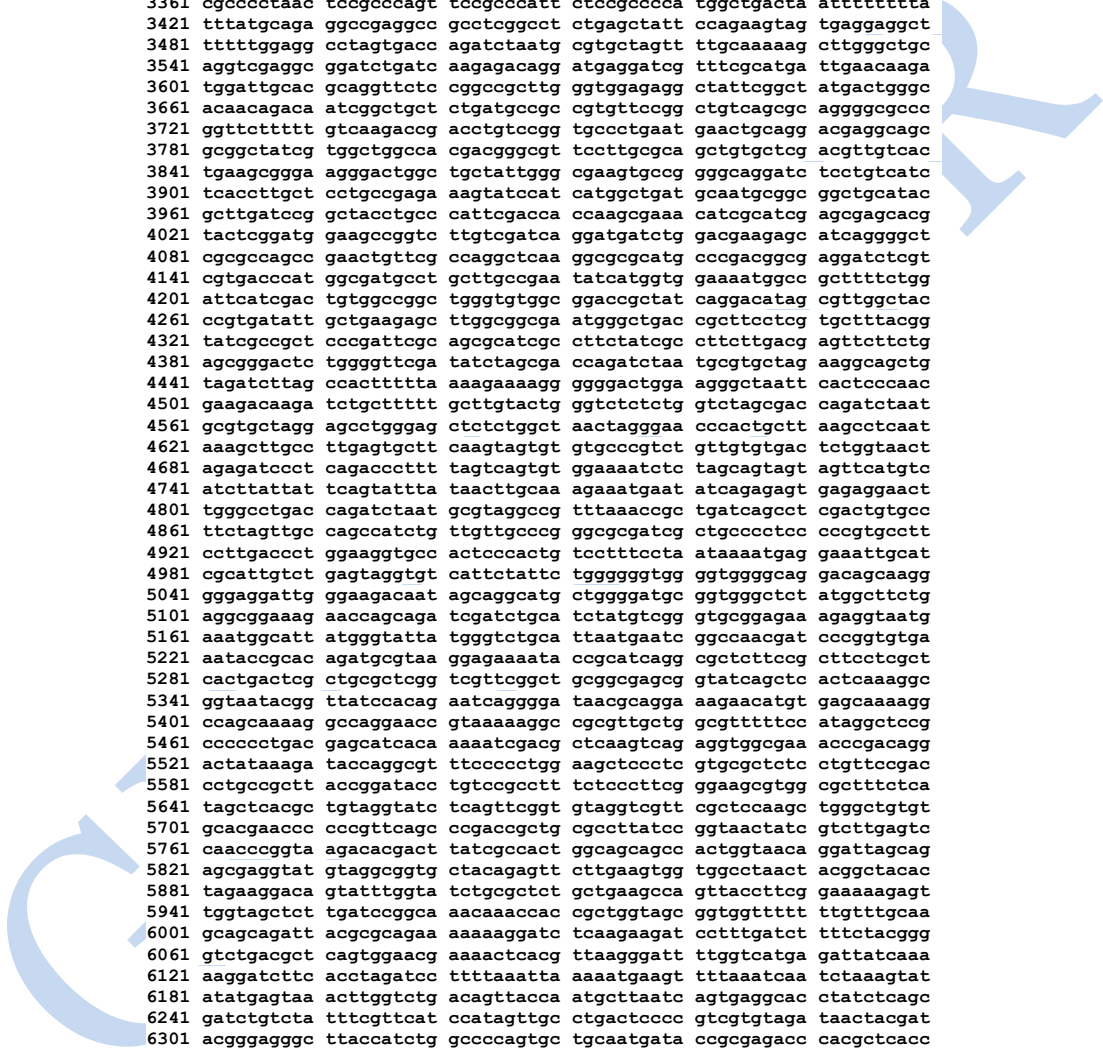 3361 cgcccctaac tccgcccagt tccgcccatt ctccgcccca tggctgacta atttttttta
3421 tttatgcaga ggccgaggcc gcctcggcct ctgagctatt ccagaagtag tgaggaggct
3481 tttttggagg cctagtgacc agatctaatg cgtgctagtt ttgcaaaaag cttgggctgc
3541 aggtcgaggc ggatctgatc aagagacagg atgaggatcg tttcgcatga ttgaacaaga
3601 tggattgcac gcaggttctc cggccgcttg ggtggagagg ctattcggct atgactgggc
3661 acaacagaca atcggctgct ctgatgccgc cgtgttccgg ctgtcagcgc aggggcgccc
3721 ggttcttttt gtcaagaccg acctgtccgg tgccctgaat gaactgcagg acgaggcagc
3781 gcggctatcg tggctggcca cgacgggcgt tccttgcgca gctgtgctcg acgttgtcac
3841 tgaagcggga agggactggc tgctattggg cgaagtgccg gggcaggatc tcctgtcatc
3901 tcaccttgct cctgccgaga aagtatccat catggctgat gcaatgcggc ggctgcatac
3961 gcttgatccg gctacctgcc cattcgacca ccaagcgaaa catcgcatcg agcgagcacg
4021 tactcggatg gaagccggtc ttgtcgatca ggatgatctg gacgaagagc atcaggggct
4081 cgcgccagcc gaactgttcg ccaggctcaa ggcgcgcatg cccgacggcg aggatctcgt
4141 cgtgacccat ggcgatgcct gcttgccgaa tatcatggtg gaaaatggcc gcttttctgg
4201 attcatcgac tgtggccggc tgggtgtggc ggaccgctat caggacatag cgttggctac
4261 ccgtgatatt gctgaagagc ttggcggcga atgggctgac cgcttcctcg tgctttacgg
4321 tatcgccgct cccgattcgc agcgcatcgc cttctatcgc cttcttgacg agttcttctg
4381 agcgggactc tggggttcga tatctagcga ccagatctaa tgcgtgctag aaggcagctg
4441 tagatcttag ccacttttta aaagaaaagg ggggactgga agggctaatt cactcccaac
4501 gaagacaaga tctgcttttt gcttgtactg ggtctctctg gtctagcgac cagatctaat
4561 gcgtgctagg agcctgggag ctctctggct aactagggaa cccactgctt aagcctcaat
4621 aaagcttgcc ttgagtgctt caagtagtgt gtgcccgtct gttgtgtgac tctggtaact
4681 agagatccct cagacccttt tagtcagtgt ggaaaatctc tagcagtagt agttcatgtc
4741 atcttattat tcagtattta taacttgcaa agaaatgaat atcagagagt gagaggaact
4801 tgggcctgac cagatctaat gcgtaggccg tttaaaccgc tgatcagcct cgactgtgcc
4861 ttctagttgc cagccatctg ttgttgcccg ggcgcgatcg ctgcccctcc cccgtgcctt
4921 ccttgaccct ggaaggtgcc actcccactg tcctttccta ataaaatgag gaaattgcat
4981 cgcattgtct gagtaggtgt cattctattc tggggggtgg ggtggggcag gacagcaagg
5041 gggaggattg ggaagacaat agcaggcatg ctggggatgc ggtgggctct atggcttctg
5101 aggcggaaag aaccagcaga tcgatctgca tctatgtcgg gtgcggagaa agaggtaatg
5161 aaatggcatt atgggtatta tgggtctgca ttaatgaatc ggccaacgat cccggtgtga
5221 aataccgcac agatgcgtaa ggagaaaata ccgcatcagg cgctcttccg cttcctcgct
5281 cactgactcg ctgcgctcgg tcgttcggct gcggcgagcg gtatcagctc actcaaaggc
5341 ggtaatacgg ttatccacag aatcagggga taacgcagga aagaacatgt gagcaaaagg
5401 ccagcaaaag gccaggaacc gtaaaaaggc cgcgttgctg gcgtttttcc ataggctccg
5461 cccccctgac gagcatcaca aaaatcgacg ctcaagtcag aggtggcgaa acccgacagg
5521 actataaaga taccaggcgt ttccccctgg aagctccctc gtgcgctctc ctgttccgac
5581 cctgccgctt accggatacc tgtccgcctt tctcccttcg ggaagcgtgg cgctttctca
5641 tagctcacgc tgtaggtatc tcagttcggt gtaggtcgtt cgctccaagc tgggctgtgt
5701 gcacgaaccc cccgttcagc ccgaccgctg cgccttatcc ggtaactatc gtcttgagtc
5761 caacccggta agacacgact tatcgccact ggcagcagcc actggtaaca ggattagcag
5821 agcgaggtat gtaggcggtg ctacagagtt cttgaagtgg tggcctaact acggctacac
5881 tagaaggaca gtatttggta tctgcgctct gctgaagcca gttaccttcg gaaaaagagt
5941 tggtagctct tgatccggca aacaaaccac cgctggtagc ggtggttttt ttgtttgcaa
6001 gcagcagatt acgcgcagaa aaaaaggatc tcaagaagat cctttgatct tttctacggg
6061 gtctgacgct cagtggaacg aaaactcacg ttaagggatt ttggtcatga gattatcaaa
6121 aaggatcttc acctagatcc ttttaaatta aaaatgaagt tttaaatcaa tctaaagtat
6181 atatgagtaa acttggtctg acagttacca atgcttaatc agtgaggcac ctatctcagc
6241 gatctgtcta tttcgttcat ccatagttgc ctgactcccc gtcgtgtaga taactacgat
6301 acgggagggc ttaccatctg gccccagtgc tgcaatgata ccgcgagacc cacgctcacc